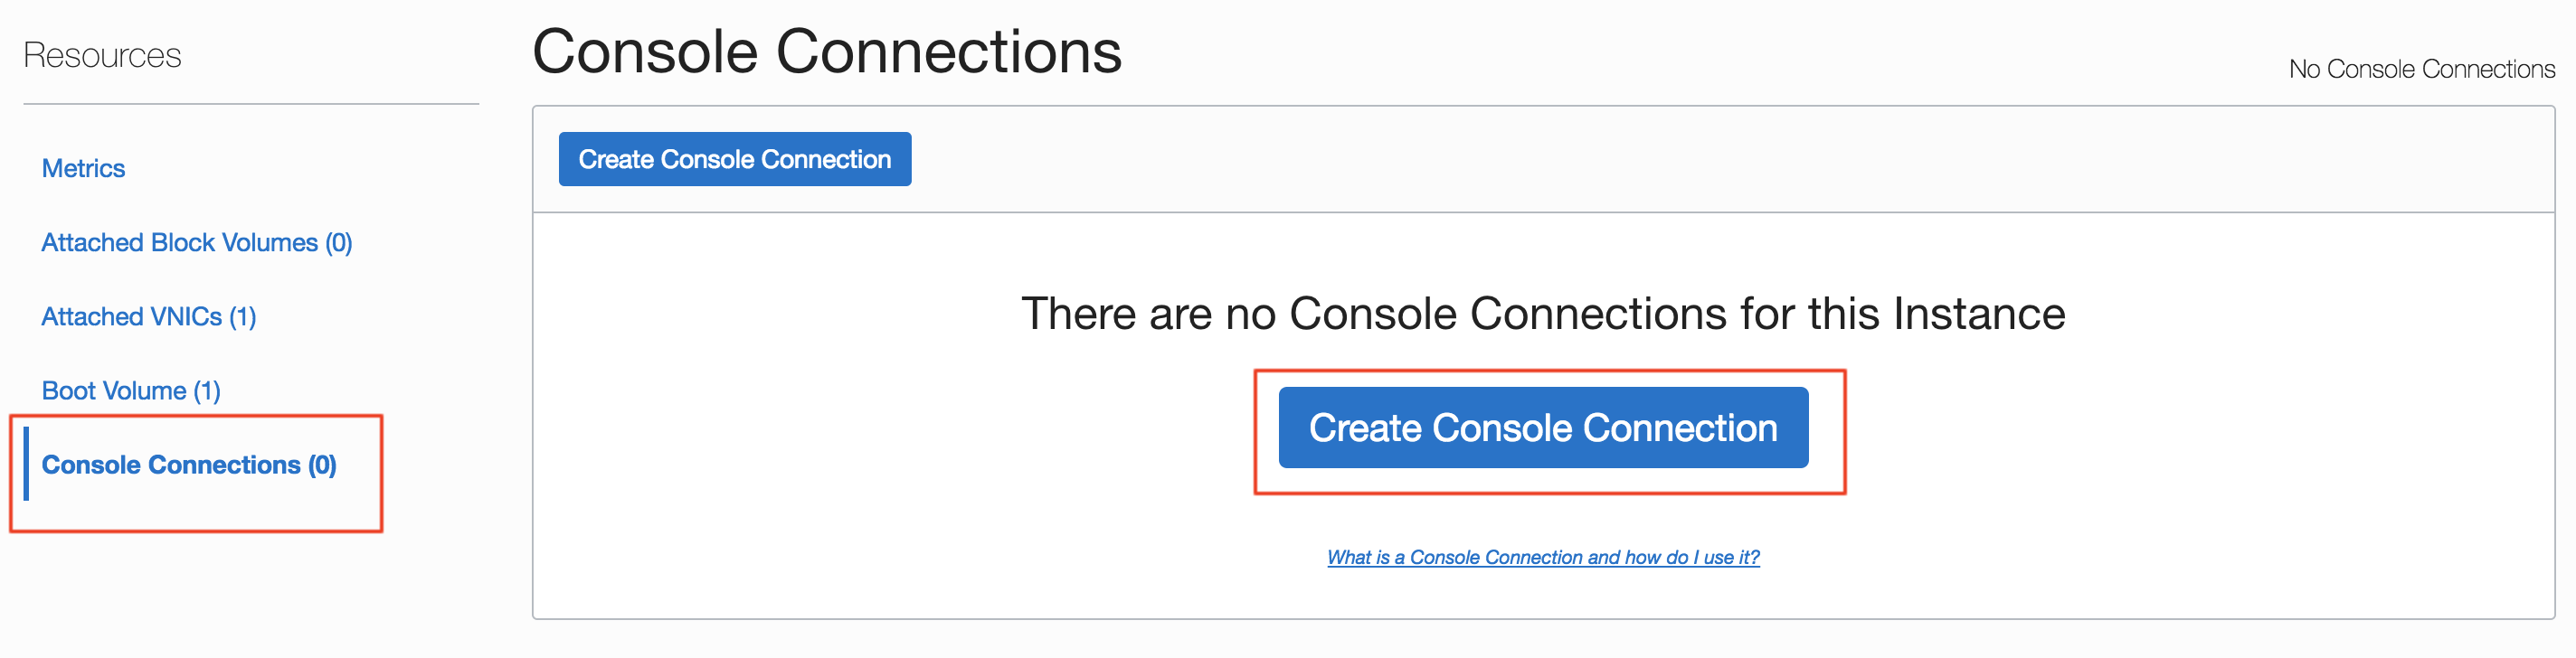 Resources
Metrics
Attached Block Volumes (0)
Attached VNICs (1)
Boot Volume (1)
Console Connections (0)
Console Connections
No Console Connections
Create Console Connection
There are no Console Connections for this Instance
Create Console Connection
What is a Console Connection and how do I use it?